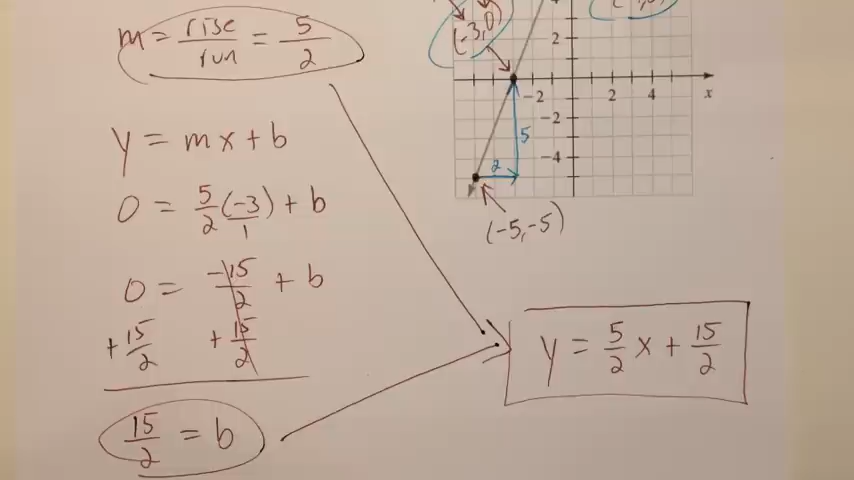 m = rise/run = 5/2
y = mx + b
0 = 5/2 (-3)/1 + b
0 = -15/2 + b
+15/2 +15/2
15/2 = b
(-3,0)
4
2
-2 2 4 x
-2
5
-4
2
(-5,-5)
y = 5/2 x + 15/2